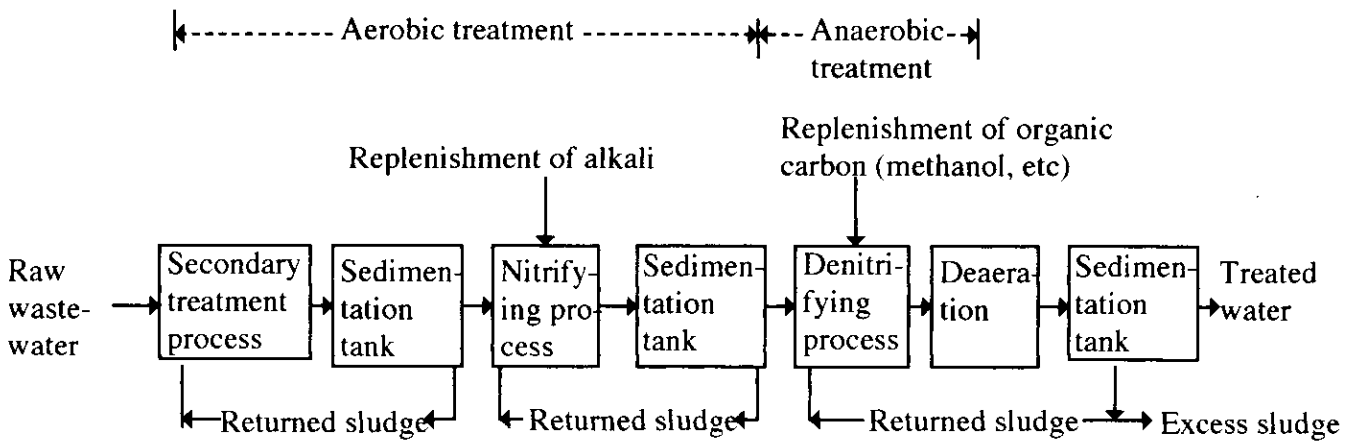 Aerobic treatment
Anaerobic
treatment
Replenishment of alkali
Replenishment of organic
carbon (methanol, etc)
Raw
waste-
water
Secondary
treatment
process
Sedimen-
tation
tank
Nitrify-
ing pro-
cess
Sedimen-
tation
tank
Denitri-
fying
process
Deaera-
tion
Sedimen-
tation
tank
Treated
water
Returned sludge
Returned sludge
Returned sludge
Excess sludge